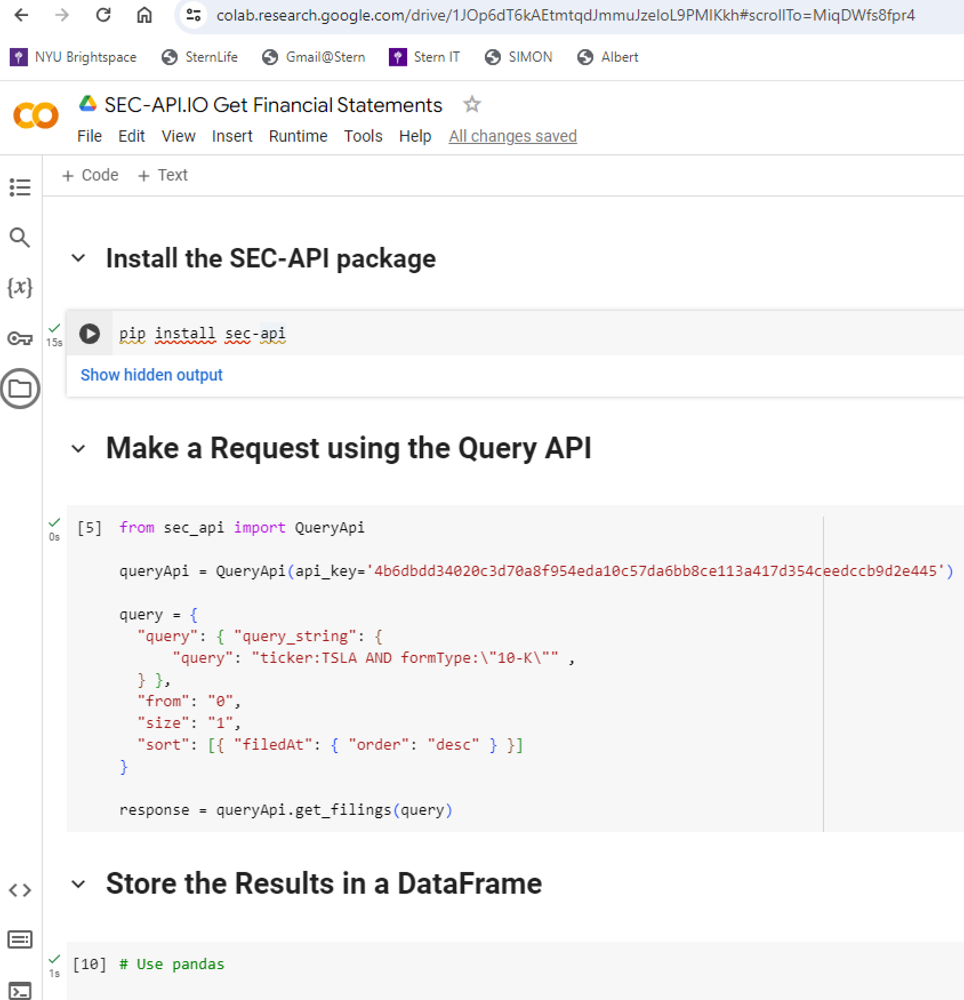 colab.research.google.com/drive/1JOp6dT6kAEtmtqdJmmuJzeIoL9PMIKkh#scrollTo=MiqDWfs8fpr4
NYU Brightspace SternLife Gmail@Stern Stern IT SIMON Albert
SEC-API.IO Get Financial Statements
File Edit View Insert Runtime Tools Help All changes saved
+ Code + Text
Install the SEC-API package
{x}
15s
pip install sec-api
Show hidden output
Make a Request using the Query API
0s
[5] from sec_api import QueryApi
queryApi = QueryApi(api_key='4b6dbdd34020c3d70a8f954eda10c57da6bb8ce113a417d354ceedccb9d2e445')
query = {
"query": { "query_string": {
"query": "ticker:TSLA AND formType:\"10-K\"" ,
} },
"from": "0",
"size": "1",
"sort": [{ "filedAt": { "order": "desc" } }]
}
response = queryApi.get_filings(query)
Store the Results in a DataFrame
1s
[10] # Use pandas